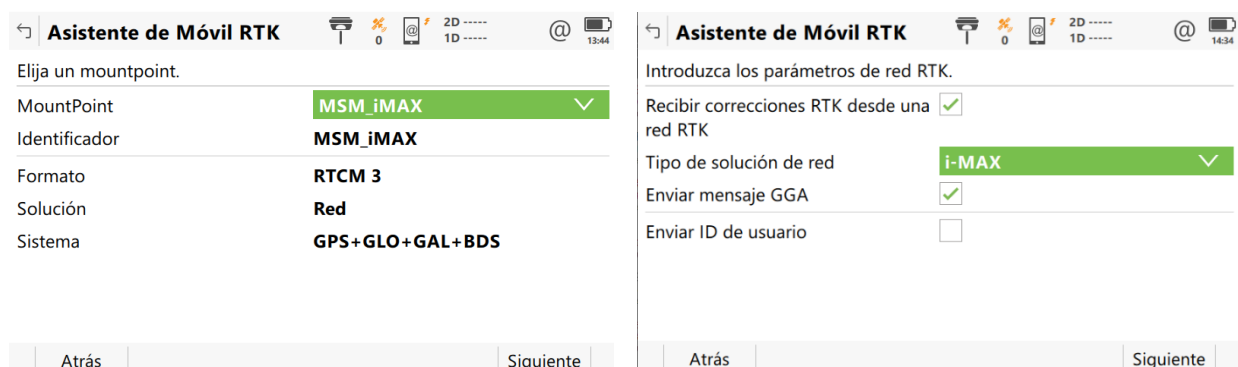 Asistente de Móvil RTK
0
@
2D -----
1D -----
@
13:44
Elija un mountpoint.
MountPoint
MSM_iMAX
Identificador
MSM_iMAX
Formato
RTCM 3
Solución
Red
Sistema
GPS+GLO+GAL+BDS
Atrás
Siguiente
Asistente de Móvil RTK
0
@
2D -----
1D -----
@
14:34
Introduzca los parámetros de red RTK.
Recibir correcciones RTK desde una
red RTK
Tipo de solución de red
i-MAX
Enviar mensaje GGA
Enviar ID de usuario
Atrás
Siguiente